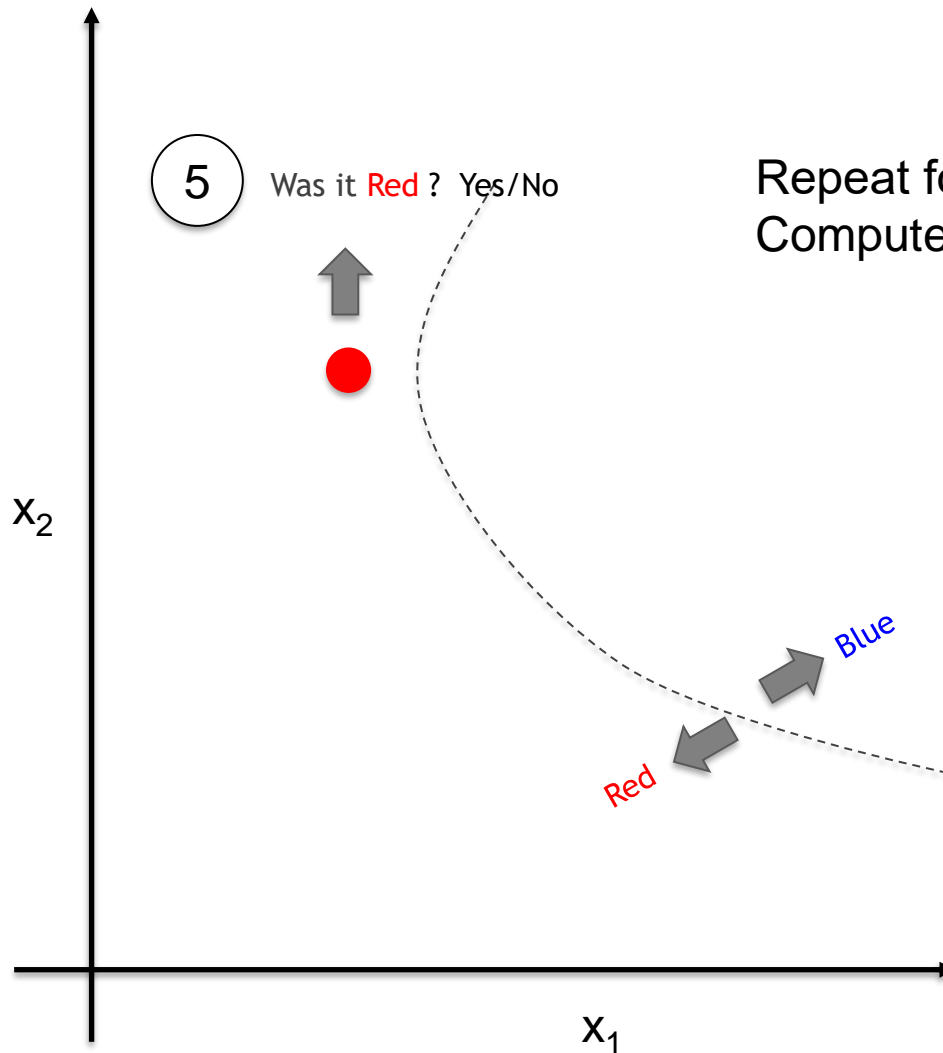 5
Was it Red ? Yes/No
Repeat
Compute
x₂
Blue
Red
x₁